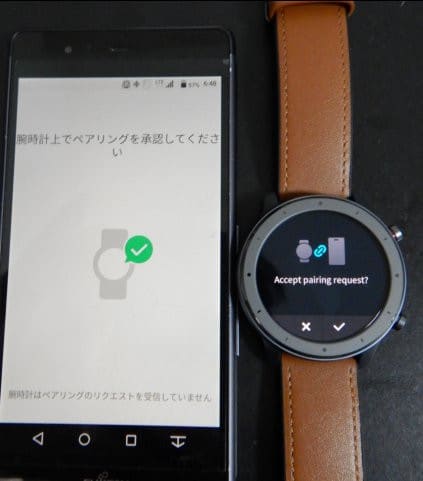 57% 6:46
腕時計上でペアリングを承認してくださ
い
腕時計はペアリングのリクエストを受信していません
Accept pairing request?